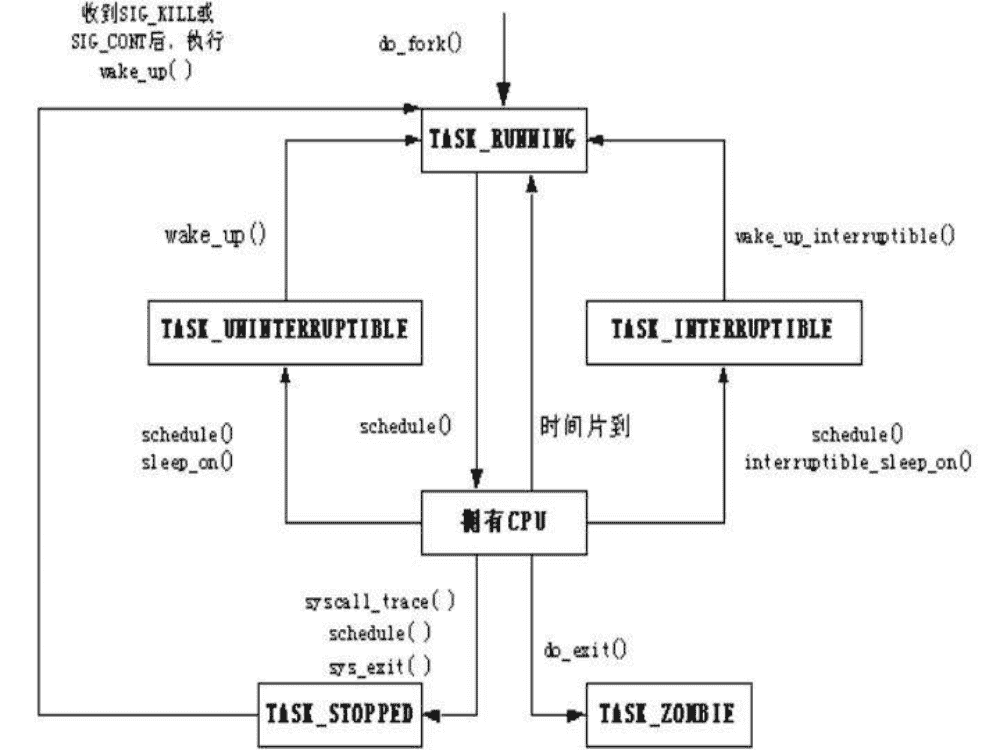 收到SIG_KILL或
SIG_CONT后, 执行
wake_up( )
do_fork()
TASK_RUNNING
wake_up()
wake_up_interruptible()
TASK_UNINTERRUPTIBLE
TASK_INTERRUPTIBLE
schedule()
sleep_on()
schedule()
时间片到
schedule()
interruptible_sleep_on()
拥有CPU
syscall_trace( )
schedule( )
sys_exit( )
do_exit()
TASK_STOPPED
TASK_ZOMBIE